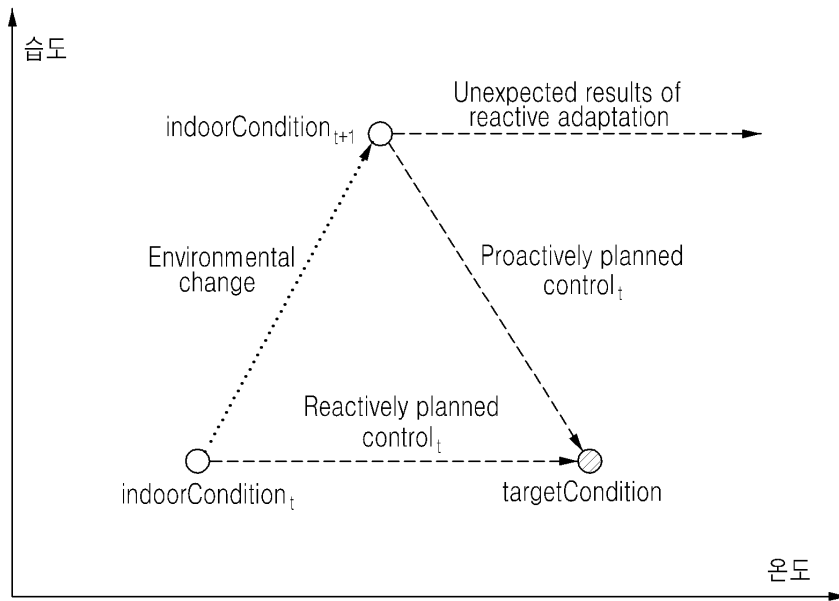 습도
Unexpected results of
reactive adaptation
indoorCondition t+1
Environmental
change
Proactively planned
control t
Reactively planned
control t
indoorCondition t
targetCondition
온도